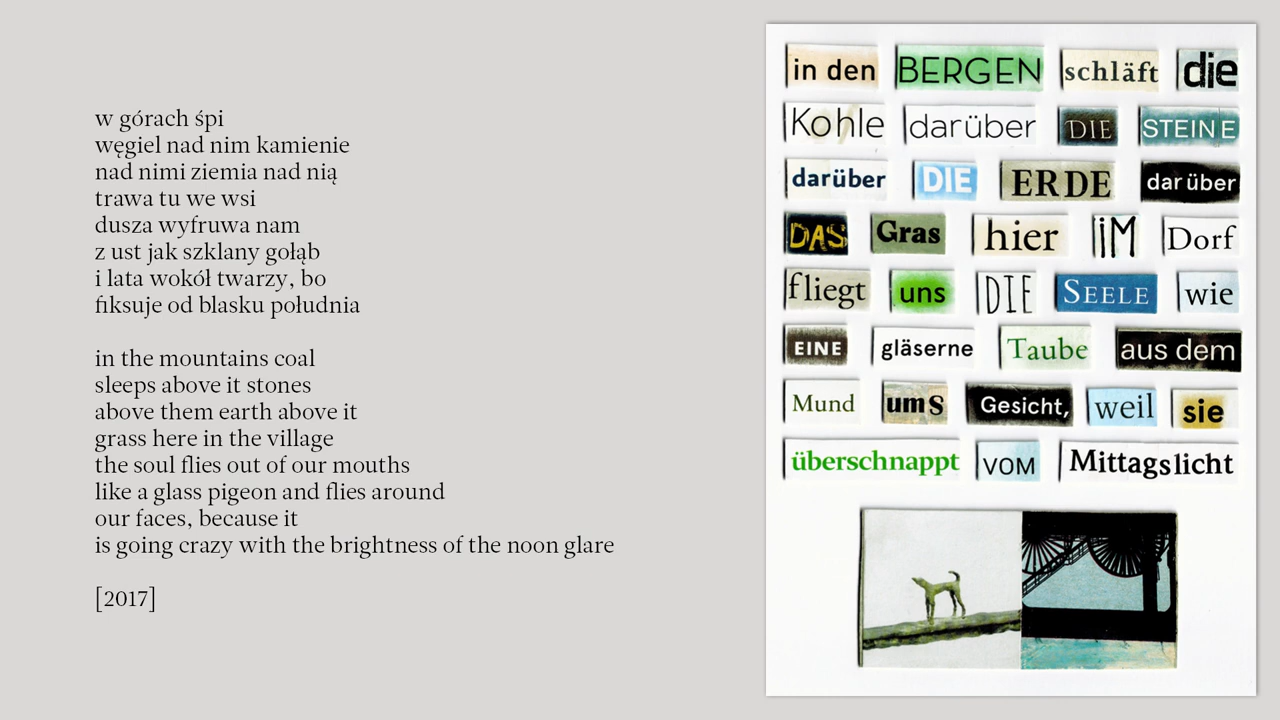 w górach śpi
węgiel nad nim kamienie
nad nimi ziemia nad nią
trawa tu we wsi
dusza wyfruwa nam
z ust jak szklany gołąb
i lata wokół twarzy, bo
fiksuje od blasku południa
in the mountains coal
sleeps above it stones
above them earth above it
grass here in the village
the soul flies out of our mouths
like a glass pigeon and flies around
our faces, because it
is going crazy with the brightness of the noon glare
[2017]
in den BERGEN schläft die
Kohle darüber DIE STEINE
darüber DIE ERDE darüber
DAS Gras hier iM Dorf
fliegt uns DIE SEELE wie
EINE gläserne Taube aus dem
Mund umS Gesicht, weil sie
überschnappt VOM Mittagslicht